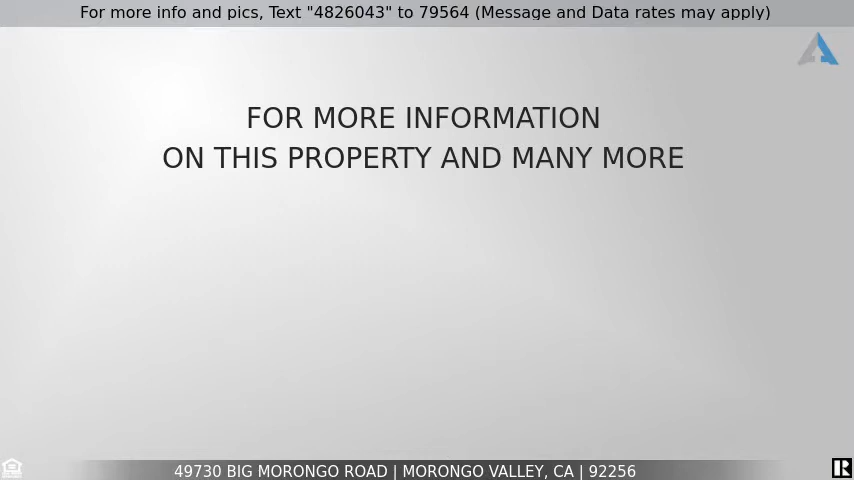 For more info and pics, Text "4826043" to 79564 (Message and Data rates may apply)
FOR MORE INFORMATION
ON THIS PROPERTY AND MANY MORE
49730 BIG MORONGO ROAD | MORONGO VALLEY, CA | 92256